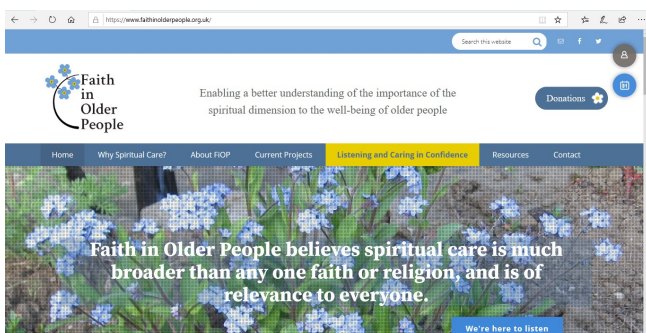 https://www.faithinolderpeople.org.uk/
Search this website
Faith
in
Older
People
Enabling a better understanding of the importance of the
spiritual dimension to the well-being of older people
Donations
Home Why Spiritual Care? About FiOP Current Projects Listening and Caring in Confidence Resources Contact
Faith in Older People believes spiritual care is much
broader than any one faith or religion, and is of
relevance to everyone.
We're here to listen